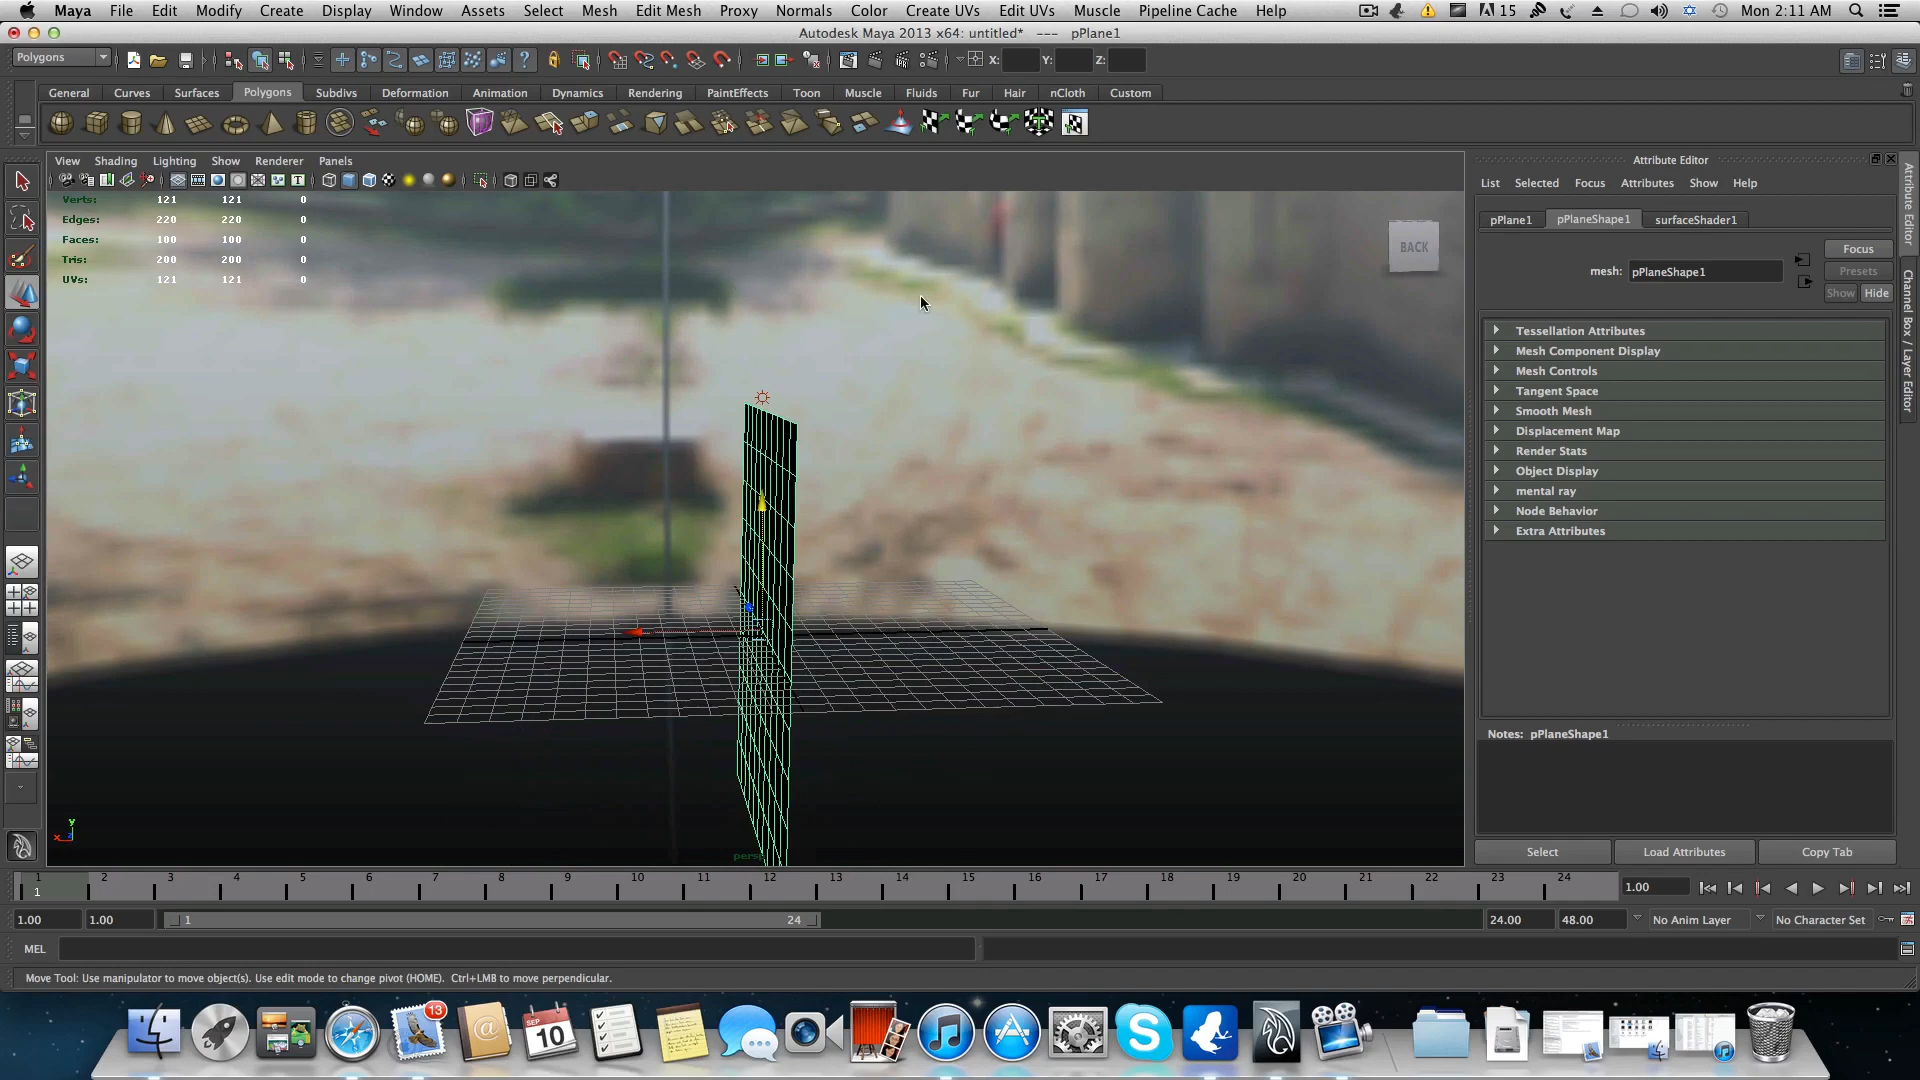 Maya File Edit Modify Create Display Window Assets Select Mesh Edit Mesh Proxy Normals Color Create UVs Edit UVs Muscle Pipeline Cache Help 15 Mon 2:11 AM
Autodesk Maya 2013 x64: untitled* --- pPlane1
Polygons X: Y: Z:
General Curves Surfaces Polygons Subdivs Deformation Animation Dynamics Rendering PaintEffects Toon Muscle Fluids Fur Hair nCloth Custom
View Shading Lighting Show Renderer Panels
Verts: 121 121 0
Edges: 220 220 0
Faces: 100 100 0
Tris: 200 200 0
UVs: 121 121 0
BACK
persp
y
x z
Attribute Editor
List Selected Focus Attributes Show Help
pPlane1 pPlaneShape1 surfaceShader1
Focus
mesh: pPlaneShape1
Presets
Show Hide
Tessellation Attributes
Mesh Component Display
Mesh Controls
Tangent Space
Smooth Mesh
Displacement Map
Render Stats
Object Display
mental ray
Node Behavior
Extra Attributes
Notes: pPlaneShape1
Select Load Attributes Copy Tab
Attribute Editor
Channel Box / Layer Editor
1 2 3 4 5 6 7 8 9 10 11 12 13 14 15 16 17 18 19 20 21 22 23 24
1 1.00
1.00 1.00 1 24 24.00 48.00 No Anim Layer No Character Set
MEL
Move Tool: Use manipulator to move object(s). Use edit mode to change pivot (HOME). Ctrl+LMB to move perpendicular.
13
SEP
10